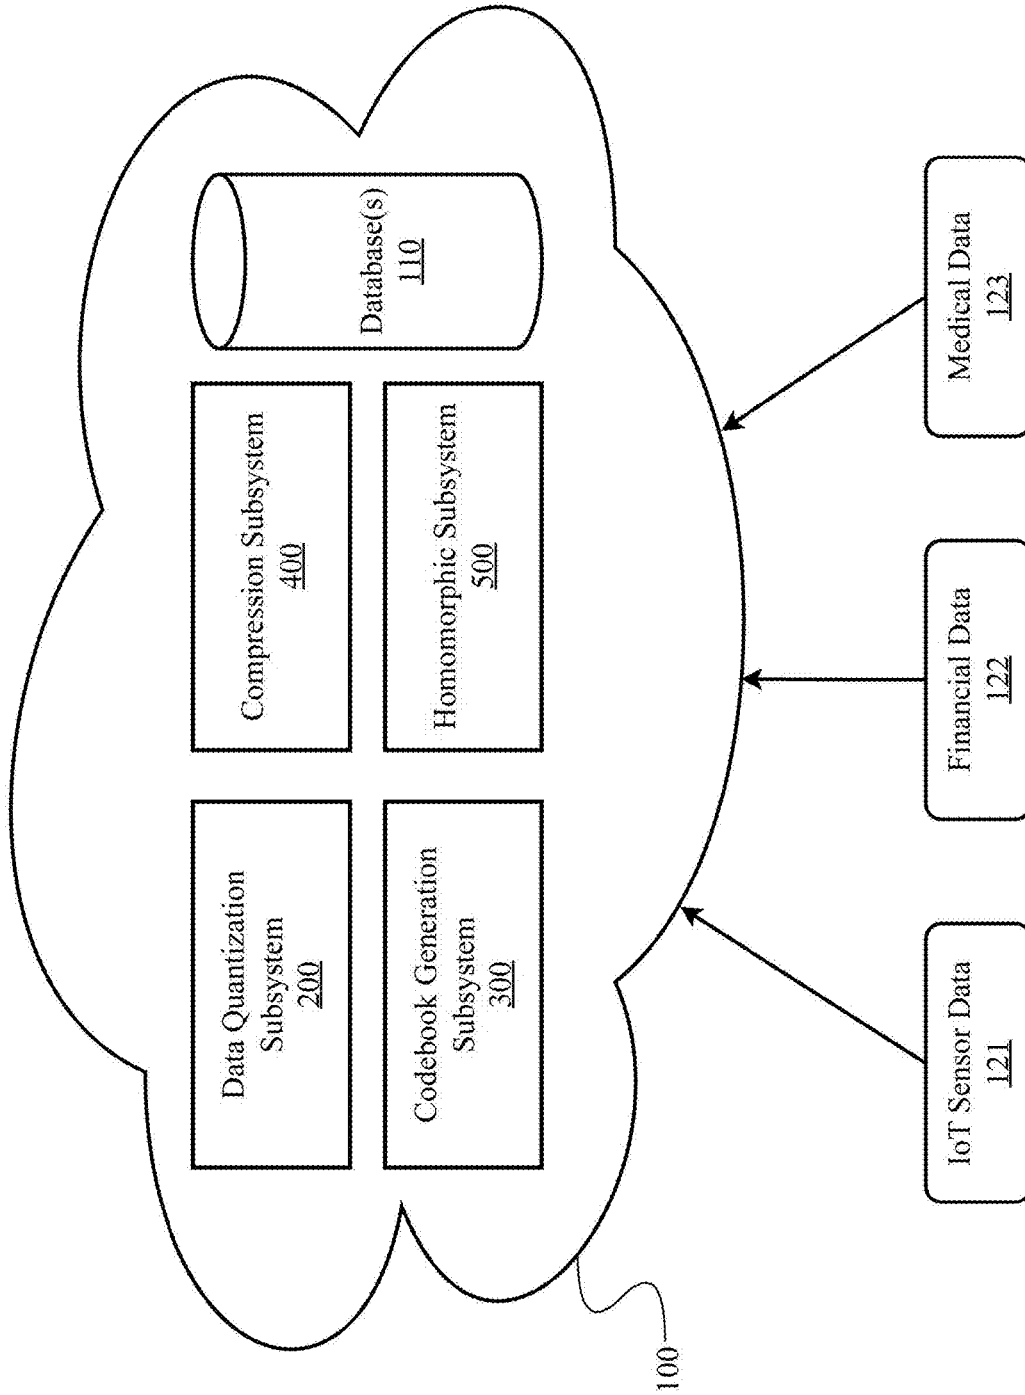 Data Quantization
Subsystem
200
Compression Subsystem
400
Database(s)
110
Codebook Generation
Subsystem
300
Homomorphic Subsystem
500
100
IoT Sensor Data
121
Financial Data
122
Medical Data
123